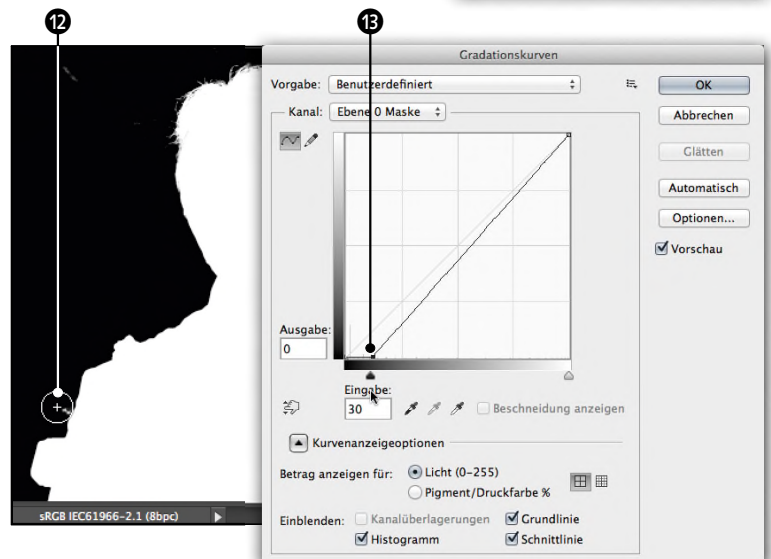 ⓬ ⓭
Gradationskurven
Vorgabe: Benutzerdefiniert
OK
Kanal: Ebene 0 Maske
Abbrechen
Glätten
Automatisch
Optionen...
Vorschau
Ausgabe:
0
Eingabe:
30
Beschneidung anzeigen
Kurvenanzeigeoptionen
Betrag anzeigen für: Licht (0–255)
Pigment/Druckfarbe %
sRGB IEC61966-2.1 (8bpc)
Einblenden: Kanalüberlagerungen Grundlinie
Histogramm Schnittlinie